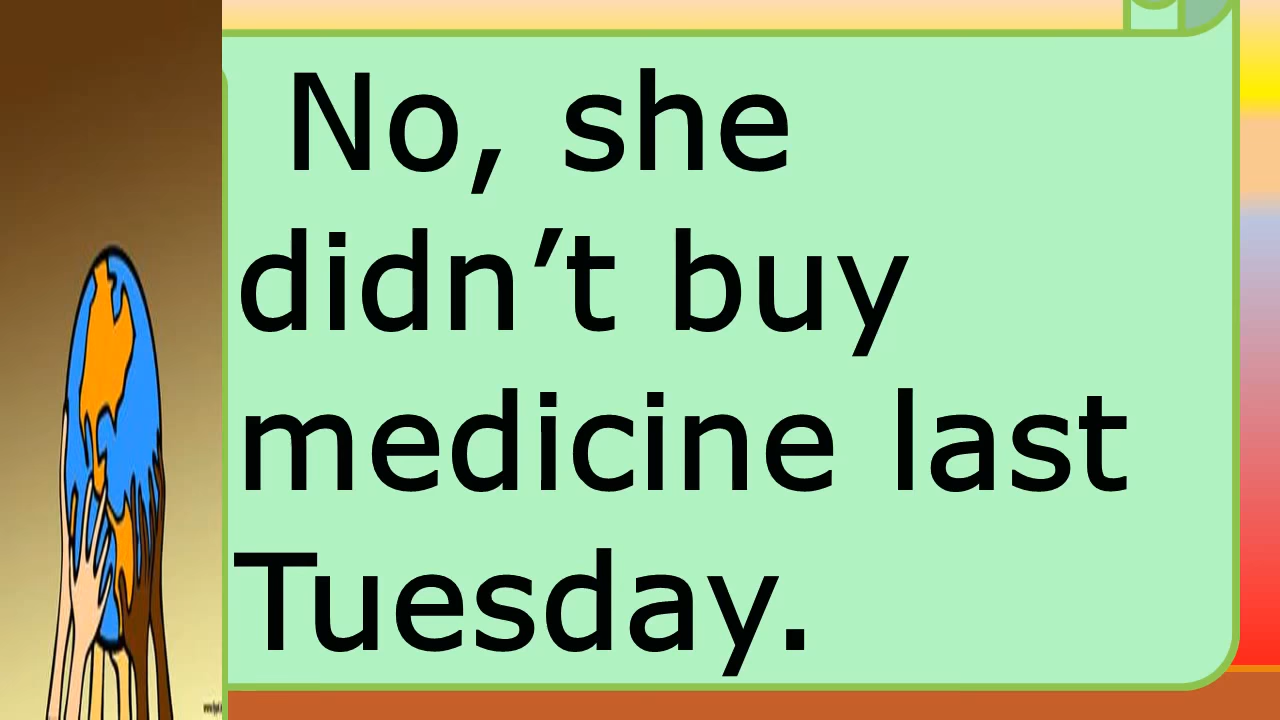 No, she
didn’t buy
medicine last
Tuesday.